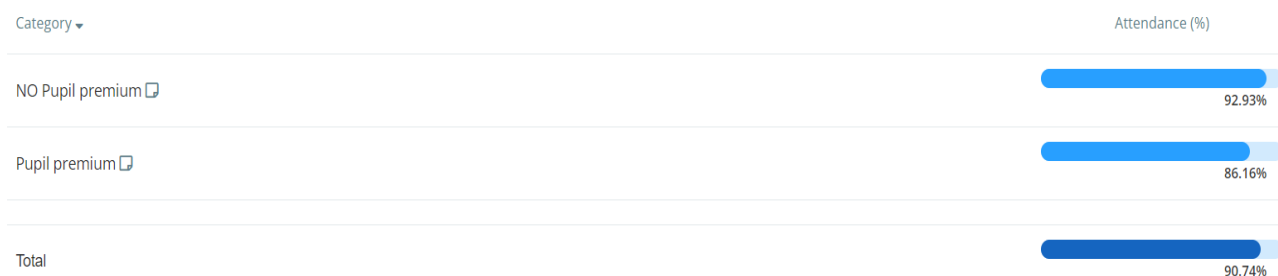 Category Attendance (%)
NO Pupil premium
92.93%
Pupil premium
86.16%
Total
90.74%